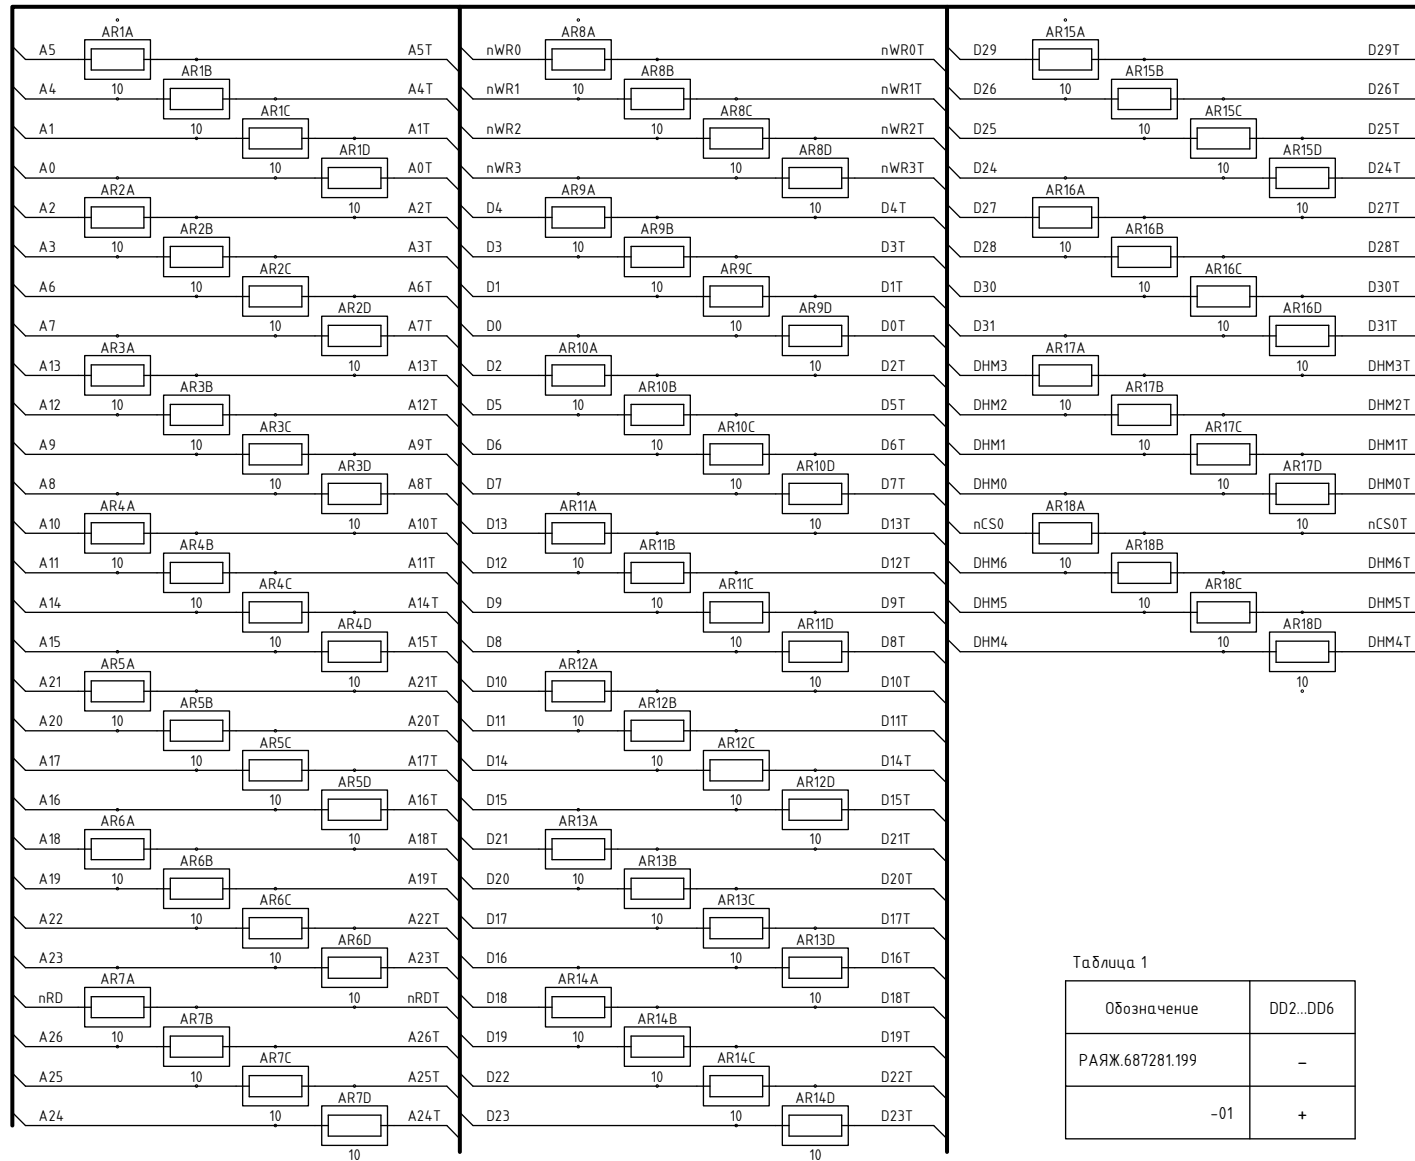 AR1A
A5 A5T
AR1B
10
A4 A4T
AR1C
10
A1 A1T
AR1D
10
A0 A0T
AR2A
10
A2 A2T
AR2B
10
A3 A3T
AR2C
10
A6 A6T
AR2D
10
A7 A7T
AR3A
10
A13 A13T
AR3B
10
A12 A12T
AR3C
10
A9 A9T
AR3D
10
A8 A8T
AR4A
10
A10 A10T
AR4B
10
A11 A11T
AR4C
10
A14 A14T
AR4D
10
A15 A15T
AR5A
10
A21 A21T
AR5B
10
A20 A20T
AR5C
10
A17 A17T
AR5D
10
A16 A16T
AR6A
10
A18 A18T
AR6B
10
A19 A19T
AR6C
10
A22 A22T
AR6D
10
A23 A23T
AR7A
10
nRD nRDT
AR7B
10
A26 A26T
AR7C
10
A25 A25T
AR7D
10
A24 A24T
10
AR8A
nWR0 nWR0T
AR8B
10
nWR1 nWR1T
AR8C
10
nWR2 nWR2T
AR8D
10
nWR3 nWR3T
AR9A
10
D4 D4T
AR9B
10
D3 D3T
AR9C
10
D1 D1T
AR9D
10
D0 D0T
AR10A
10
D2 D2T
AR10B
10
D5 D5T
AR10C
10
D6 D6T
AR10D
10
D7 D7T
AR11A
10
D13 D13T
AR11B
10
D12 D12T
AR11C
10
D9 D9T
AR11D
10
D8 D8T
AR12A
10
D10 D10T
AR12B
10
D11 D11T
AR12C
10
D14 D14T
AR12D
10
D15 D15T
AR13A
10
D21 D21T
AR13B
10
D20 D20T
AR13C
10
D17 D17T
AR13D
10
D16 D16T
AR14A
10
D18 D18T
AR14B
10
D19 D19T
AR14C
10
D22 D22T
AR14D
10
D23 D23T
10
AR15A
D29 D29T
AR15B
10
D26 D26T
AR15C
10
D25 D25T
AR15D
10
D24 D24T
AR16A
10
D27 D27T
AR16B
10
D28 D28T
AR16C
10
D30 D30T
AR16D
10
D31 D31T
AR17A
10
DHM3 DHM3T
AR17B
10
DHM2 DHM2T
AR17C
10
DHM1 DHM1T
AR17D
10
DHM0 DHM0T
AR18A
10
nCS0 nCS0T
AR18B
10
DHM6 DHM6T
AR18C
10
DHM5 DHM5T
AR18D
10
DHM4 DHM4T
10
Таблица 1
Обозначение DD2...DD6
РАЯЖ.687281.199 –
-01 +